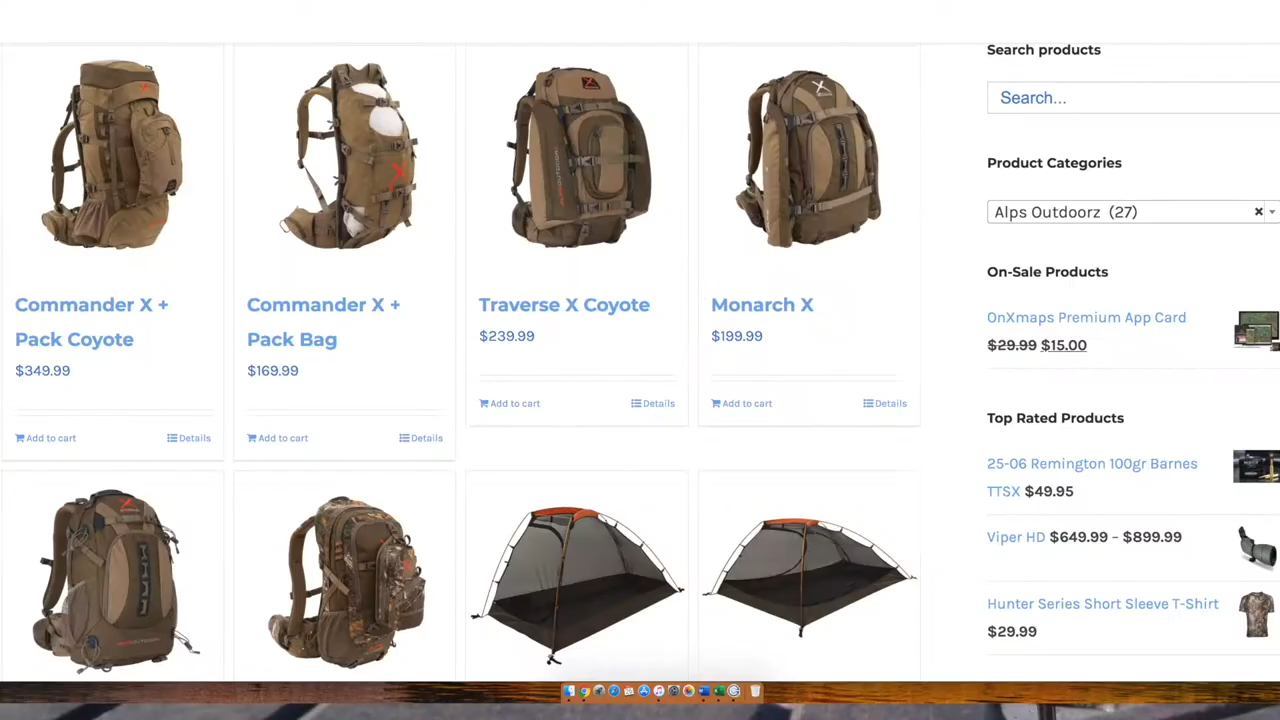 Search products
Search...
Product Categories
Alps Outdoorz (27)
On-Sale Products
OnXmaps Premium App Card
$29.99 $15.00
Top Rated Products
25-06 Remington 100gr Barnes
TTSX $49.95
Viper HD $649.99 - $899.99
Hunter Series Short Sleeve T-Shirt
$29.99
Commander X +
Pack Coyote
$349.99
Add to cart
Details
Commander X +
Pack Bag
$169.99
Add to cart
Details
Traverse X Coyote
$239.99
Add to cart
Details
Monarch X
$199.99
Add to cart
Details